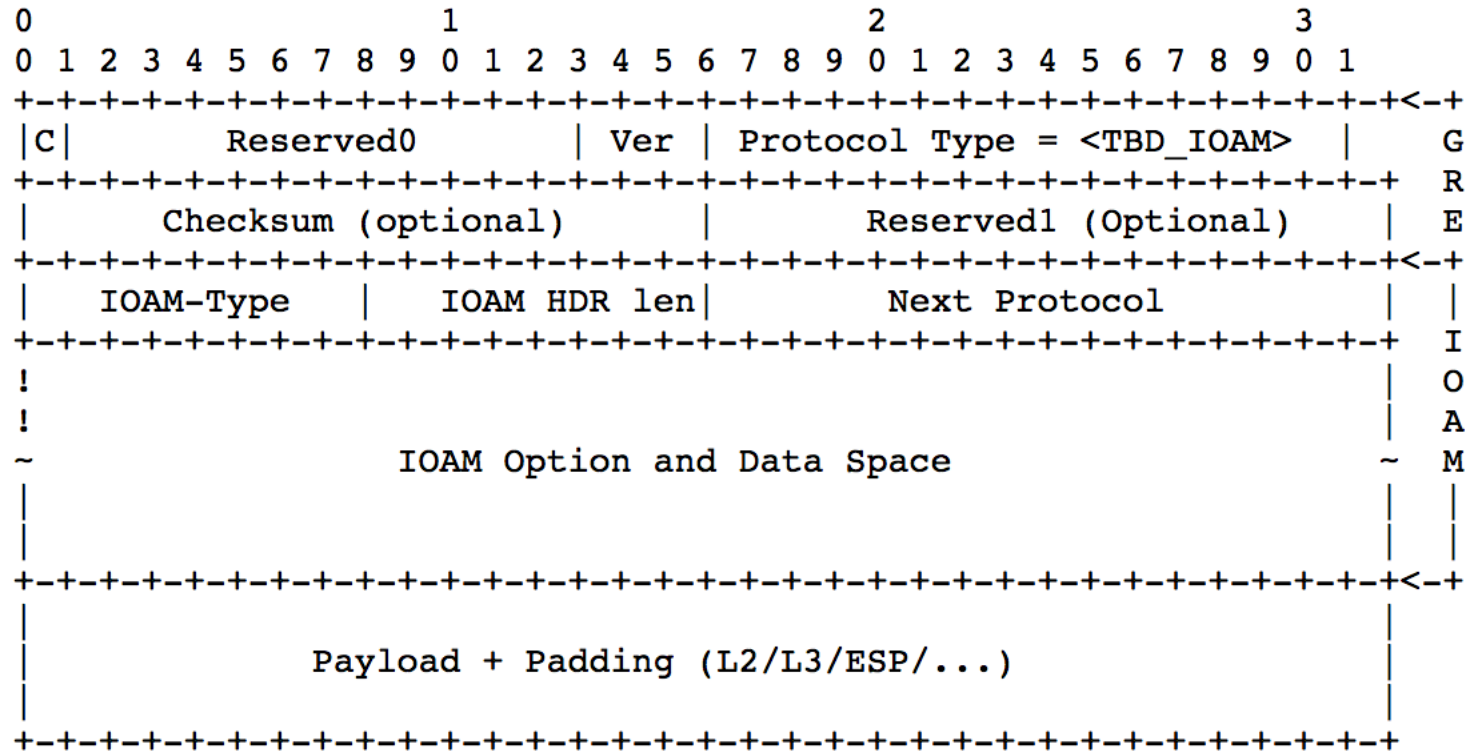 0                   1                   2                   3
0 1 2 3 4 5 6 7 8 9 0 1 2 3 4 5 6 7 8 9 0 1 2 3 4 5 6 7 8 9 0 1
+-+-+-+-+-+-+-+-+-+-+-+-+-+-+-+-+-+-+-+-+-+-+-+-+-+-+-+-+-+-+-+-+<-+
|C|       Reserved0       | Ver | Protocol Type = <TBD_IOAM>  |    G
+-+-+-+-+-+-+-+-+-+-+-+-+-+-+-+-+-+-+-+-+-+-+-+-+-+-+-+-+-+-+-+-+  R
|      Checksum (optional)      |       Reserved1 (Optional)    |  E
+-+-+-+-+-+-+-+-+-+-+-+-+-+-+-+-+-+-+-+-+-+-+-+-+-+-+-+-+-+-+-+-+<-+
|   IOAM-Type   |   IOAM HDR len|        Next Protocol          |  |
+-+-+-+-+-+-+-+-+-+-+-+-+-+-+-+-+-+-+-+-+-+-+-+-+-+-+-+-+-+-+-+-+  I
!                                                               |  O
!                                                               |  A
~                 IOAM Option and Data Space                    ~  M
|                                                               |  |
|                                                               |  |
+-+-+-+-+-+-+-+-+-+-+-+-+-+-+-+-+-+-+-+-+-+-+-+-+-+-+-+-+-+-+-+-+<-+
|                                                               |
|             Payload + Padding (L2/L3/ESP/...)                 |
|                                                               |
+-+-+-+-+-+-+-+-+-+-+-+-+-+-+-+-+-+-+-+-+-+-+-+-+-+-+-+-+-+-+-+-+